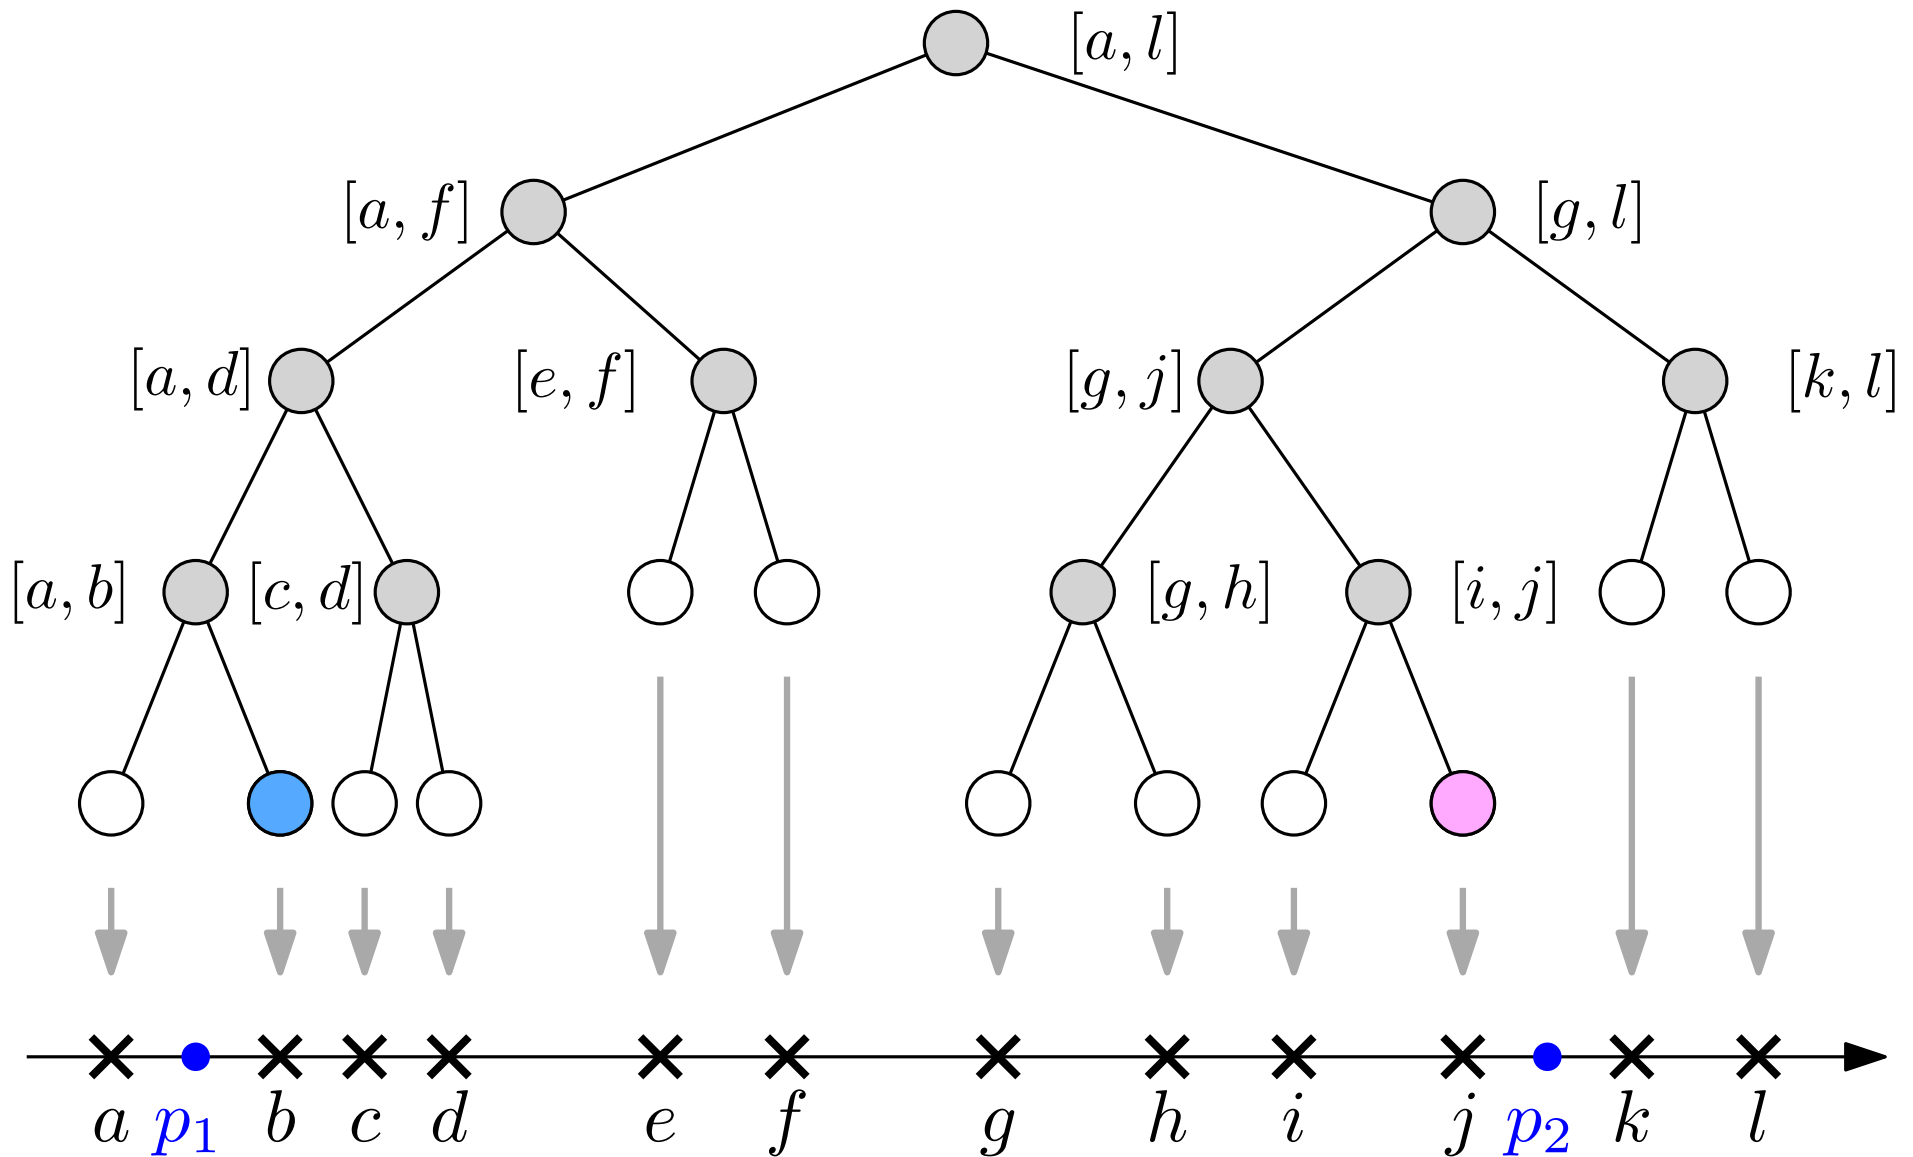 [a, l]
[a, f] [g, l]
[a, d] [e, f] [g, j] [k, l]
[a, b] [c, d] [g, h] [i, j]
a p₁ b c d e f g h i j p₂ k l